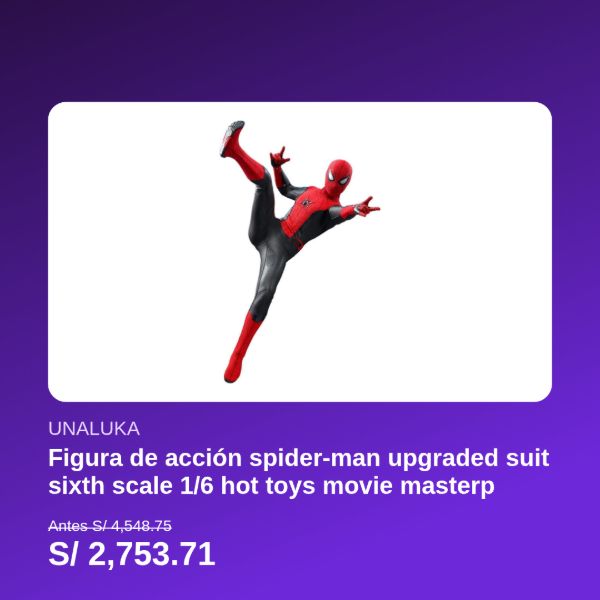 UNALUKA
Figura de acción spider-man upgraded suit
sixth scale 1/6 hot toys movie masterp
Antes S/ 4,548.75
S/ 2,753.71